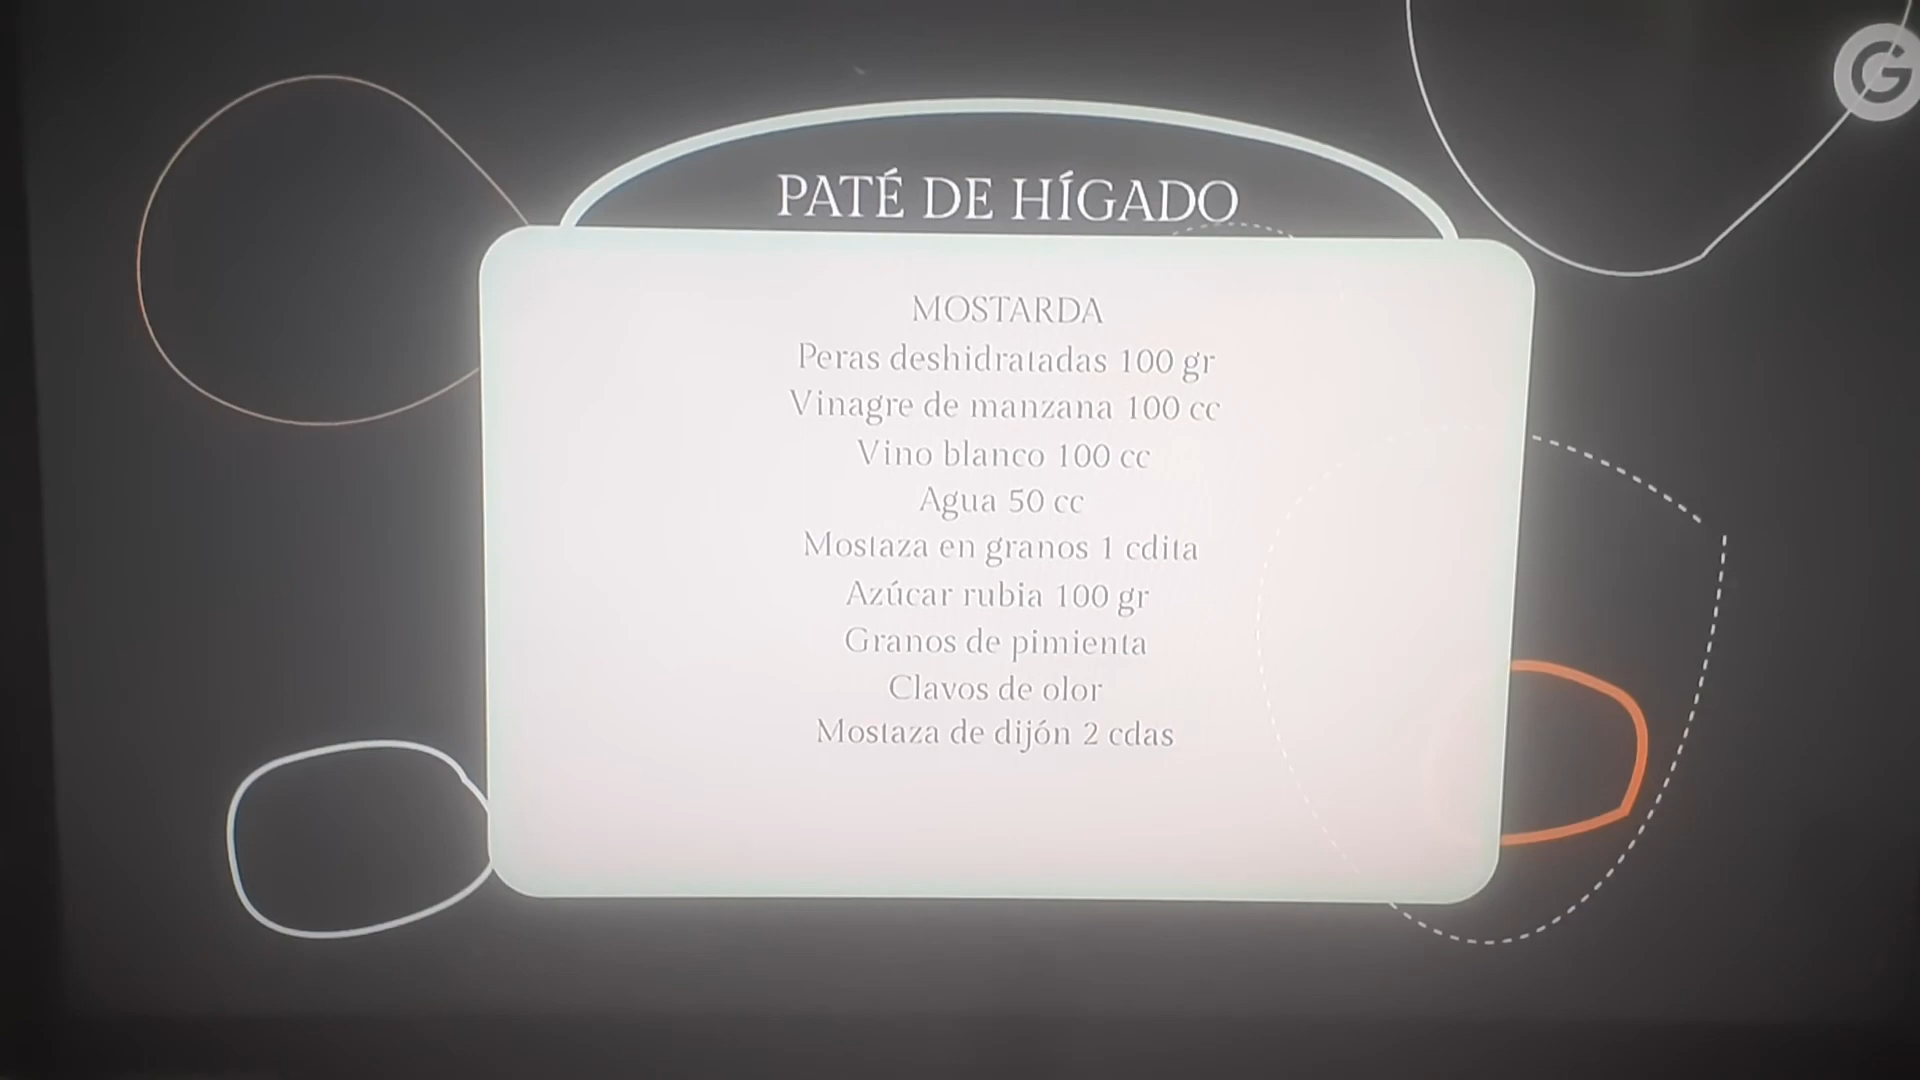 PATÉ DE HÍGADO
MOSTARDA
Peras deshidratadas 100 gr
Vinagre de manzana 100 cc
Vino blanco 100 cc
Agua 50 cc
Mostaza en granos 1 cdita
Azúcar rubia 100 gr
Granos de pimienta
Clavos de olor
Mostaza de dijón 2 cdas
G